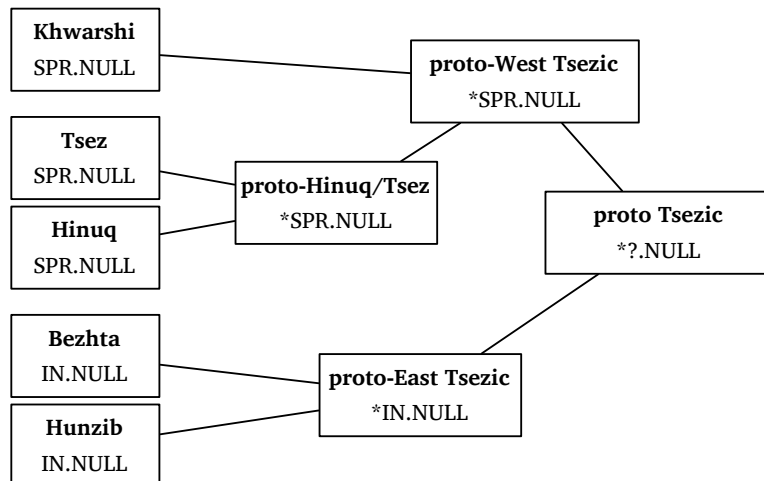 Khwarshi
SPR.NULL
proto-West Tsezic
*SPR.NULL
Tsez
SPR.NULL
proto-Hinuq/Tsez
*SPR.NULL
Hinuq
SPR.NULL
proto Tsezic
*?.NULL
Bezhta
IN.NULL
proto-East Tsezic
*IN.NULL
Hunzib
IN.NULL